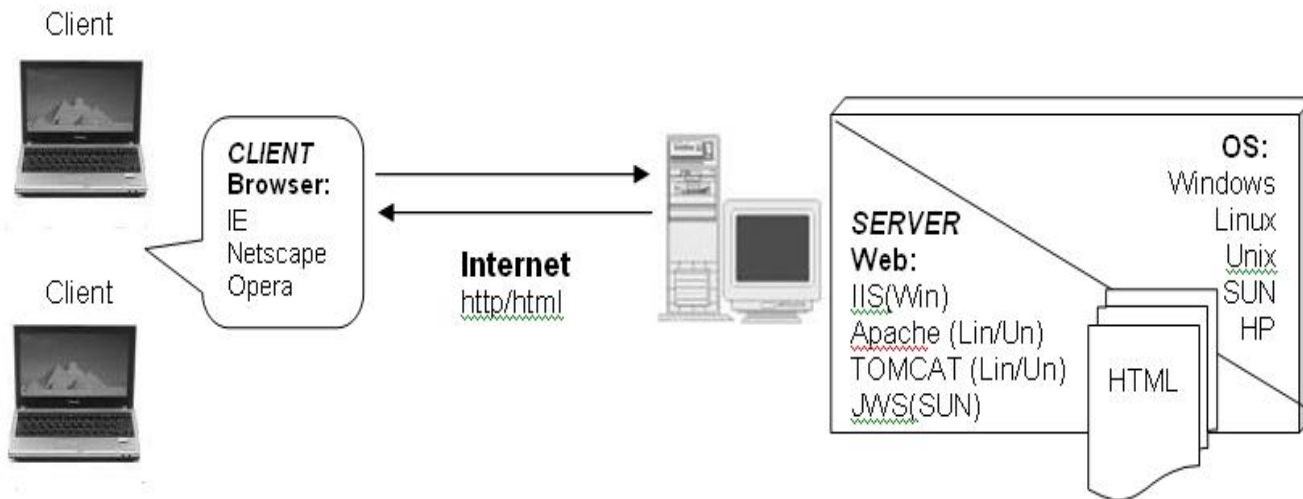 Client
CLIENT
Browser:
IE
Netscape
Opera
Client
Internet
http/html
SERVER
Web:
IIS(Win)
Apache (Lin/Un)
TOMCAT (Lin/Un)
JWS(SUN)
OS:
Windows
Linux
Unix
SUN
HP
HTML